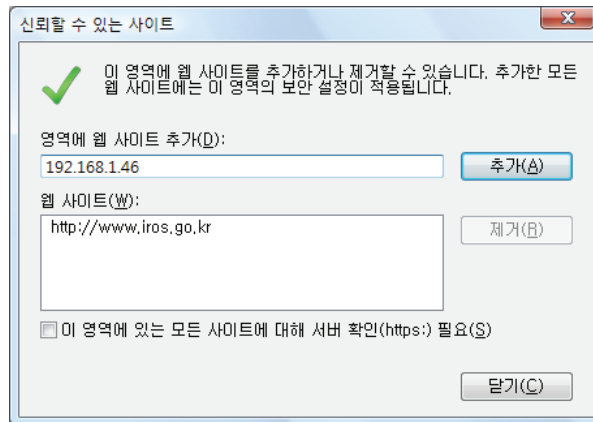 신뢰할 수 있는 사이트
이 영역에 웹 사이트를 추가하거나 제거할 수 있습니다. 추가한 모든
웹 사이트에는 이 영역의 보안 설정이 적용됩니다.
영역에 웹 사이트 추가(D):
192.168.1.46
추가(A)
웹 사이트(W):
http://www.iros.go.kr
제거(R)
이 영역에 있는 모든 사이트에 대해 서버 확인(https:) 필요(S)
닫기(C)